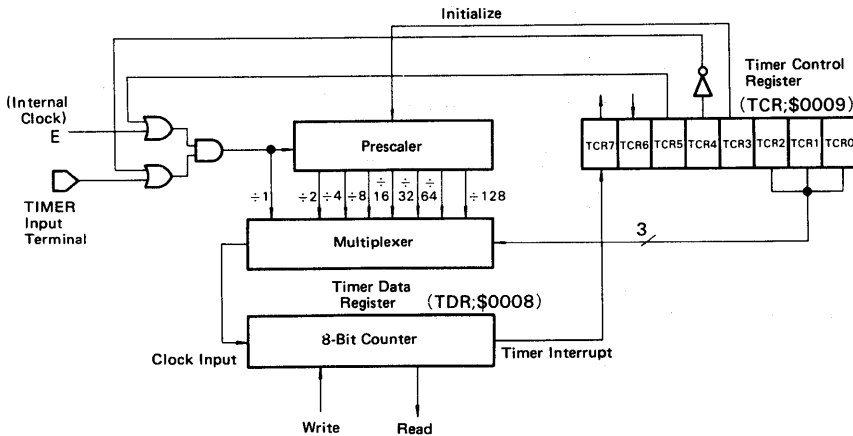 Initialize
Timer Control
Register
(TCR;$0009)
(Internal
Clock)
E
TCR7 TCR6 TCR5 TCR4 TCR3 TCR2 TCR1 TCR0
Prescaler
TIMER
Input
Terminal
÷1 ÷2 ÷4 ÷8 ÷16 ÷32 ÷64 ÷128
Multiplexer
3
Timer Data
Register
(TDR;$0008)
8-Bit Counter
Clock Input
Timer Interrupt
Write
Read